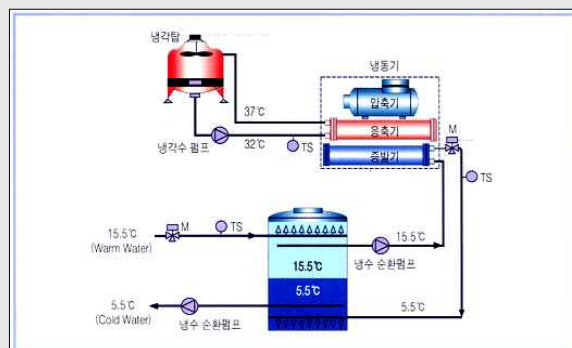 냉각탑
냉동기
압축기
37℃
응축기
M
냉각수 펌프
32℃
TS
증발기
TS
15.5℃
(Warm Water)
M
TS
15.5℃
냉수 순환펌프
15.5℃
5.5℃
5.5℃
(Cold Water)
냉수 순환펌프
5.5℃